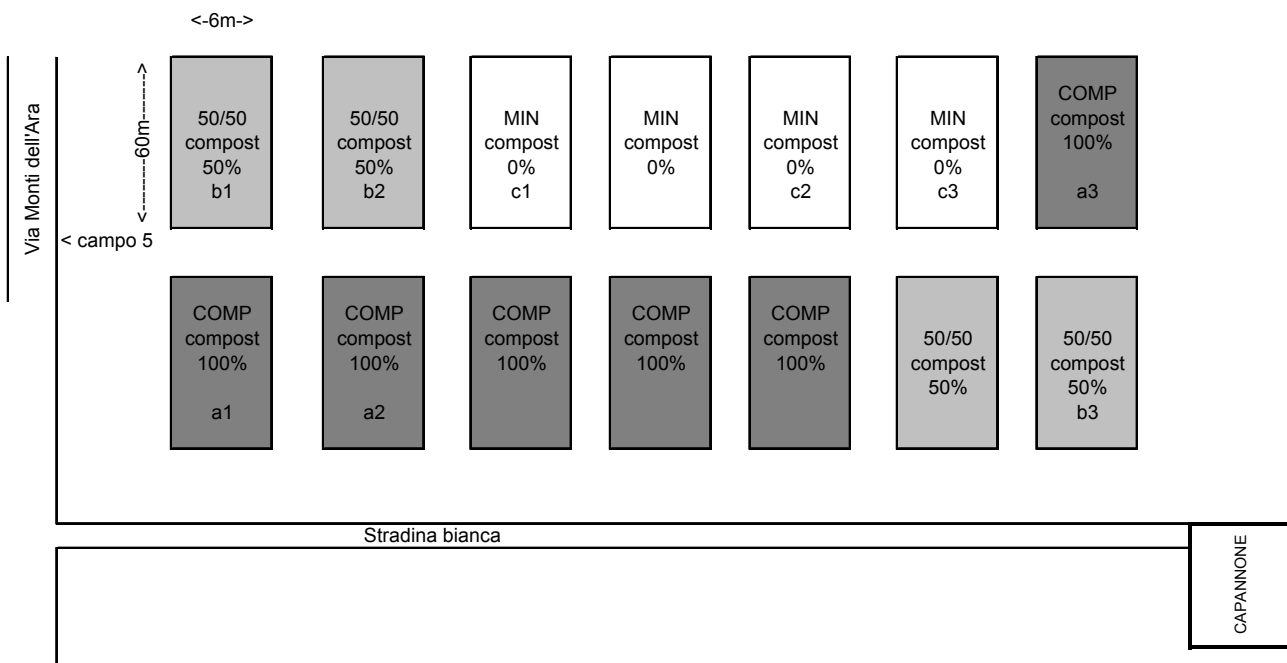 <-6m->
Via Monti dell'Ara
<----------60m-------->
50/50
compost
50%
b1
50/50
compost
50%
b2
MIN
compost
0%
c1
MIN
compost
0%
MIN
compost
0%
c2
MIN
compost
0%
c3
COMP
compost
100%
a3
< campo 5
COMP
compost
100%
a1
COMP
compost
100%
a2
COMP
compost
100%
COMP
compost
100%
COMP
compost
100%
50/50
compost
50%
50/50
compost
50%
b3
Stradina bianca
CAPANNONE